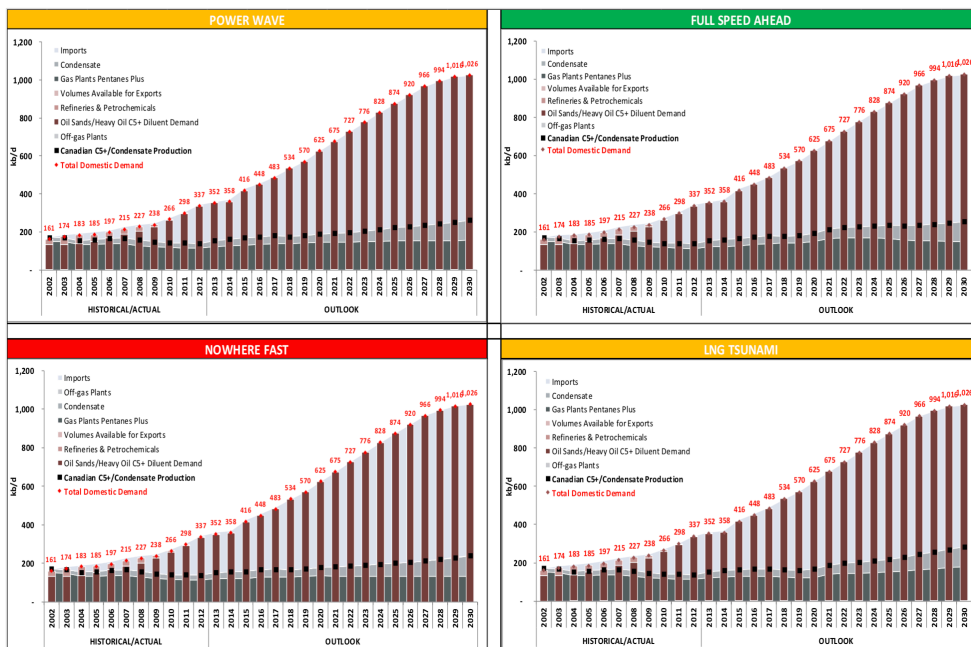 POWER WAVE
1,200
1,000
800
600
400
200
-
kb/d
Imports
Condensate
Gas Plants Pentanes Plus
Volumes Available for Exports
Refineries & Petrochemicals
Oil Sands/Heavy Oil C5+ Diluent Demand
Off-gas Plants
Canadian C5+/Condensate Production
Total Domestic Demand
161 174 183 185 197 215 227 238 266 298 337 352 358 416 448 483 534 570 625 675 727 776 828 874 920 966 994 1,016 1,026
2002 2003 2004 2005 2006 2007 2008 2009 2010 2011 2012 2013 2014 2015 2016 2017 2018 2019 2020 2021 2022 2023 2024 2025 2026 2027 2028 2029 2030
HISTORICAL/ACTUAL OUTLOOK
FULL SPEED AHEAD
1,200
1,000
800
600
400
200
-
kb/d
Imports
Condensate
Gas Plants Pentanes Plus
Volumes Available for Exports
Refineries & Petrochemicals
Oil Sands/Heavy Oil C5+ Diluent Demand
Off-gas Plants
Canadian C5+/Condensate Production
Total Domestic Demand
161 174 183 185 197 215 227 238 266 298 337 352 358 416 448 483 534 570 625 675 727 776 828 874 920 966 994 1,016 1,026
2002 2003 2004 2005 2006 2007 2008 2009 2010 2011 2012 2013 2014 2015 2016 2017 2018 2019 2020 2021 2022 2023 2024 2025 2026 2027 2028 2029 2030
HISTORICAL/ACTUAL OUTLOOK
NOWHERE FAST
1,200
1,000
800
600
400
200
-
kb/d
Imports
Off-gas Plants
Condensate
Gas Plants Pentanes Plus
Volumes Available for Exports
Refineries & Petrochemicals
Oil Sands/Heavy Oil C5+ Diluent Demand
Canadian C5+/Condensate Production
Total Domestic Demand
161 174 183 185 197 215 227 238 266 298 337 352 358 416 448 483 534 570 625 675 727 776 828 874 920 966 994 1,016 1,026
2002 2003 2004 2005 2006 2007 2008 2009 2010 2011 2012 2013 2014 2015 2016 2017 2018 2019 2020 2021 2022 2023 2024 2025 2026 2027 2028 2029 2030
HISTORICAL/ACTUAL OUTLOOK
LNG TSUNAMI
1,200
1,000
800
600
400
200
-
kb/d
Imports
Condensate
Gas Plants Pentanes Plus
Volumes Available for Exports
Refineries & Petrochemicals
Oil Sands/Heavy Oil C5+ Diluent Demand
Off-gas Plants
Canadian C5+/Condensate Production
Total Domestic Demand
161 174 183 185 197 215 227 238 266 298 337 352 358 416 448 483 534 570 625 675 727 776 828 874 920 966 994 1,016 1,026
2002 2003 2004 2005 2006 2007 2008 2009 2010 2011 2012 2013 2014 2015 2016 2017 2018 2019 2020 2021 2022 2023 2024 2025 2026 2027 2028 2029 2030
HISTORICAL/ACTUAL OUTLOOK